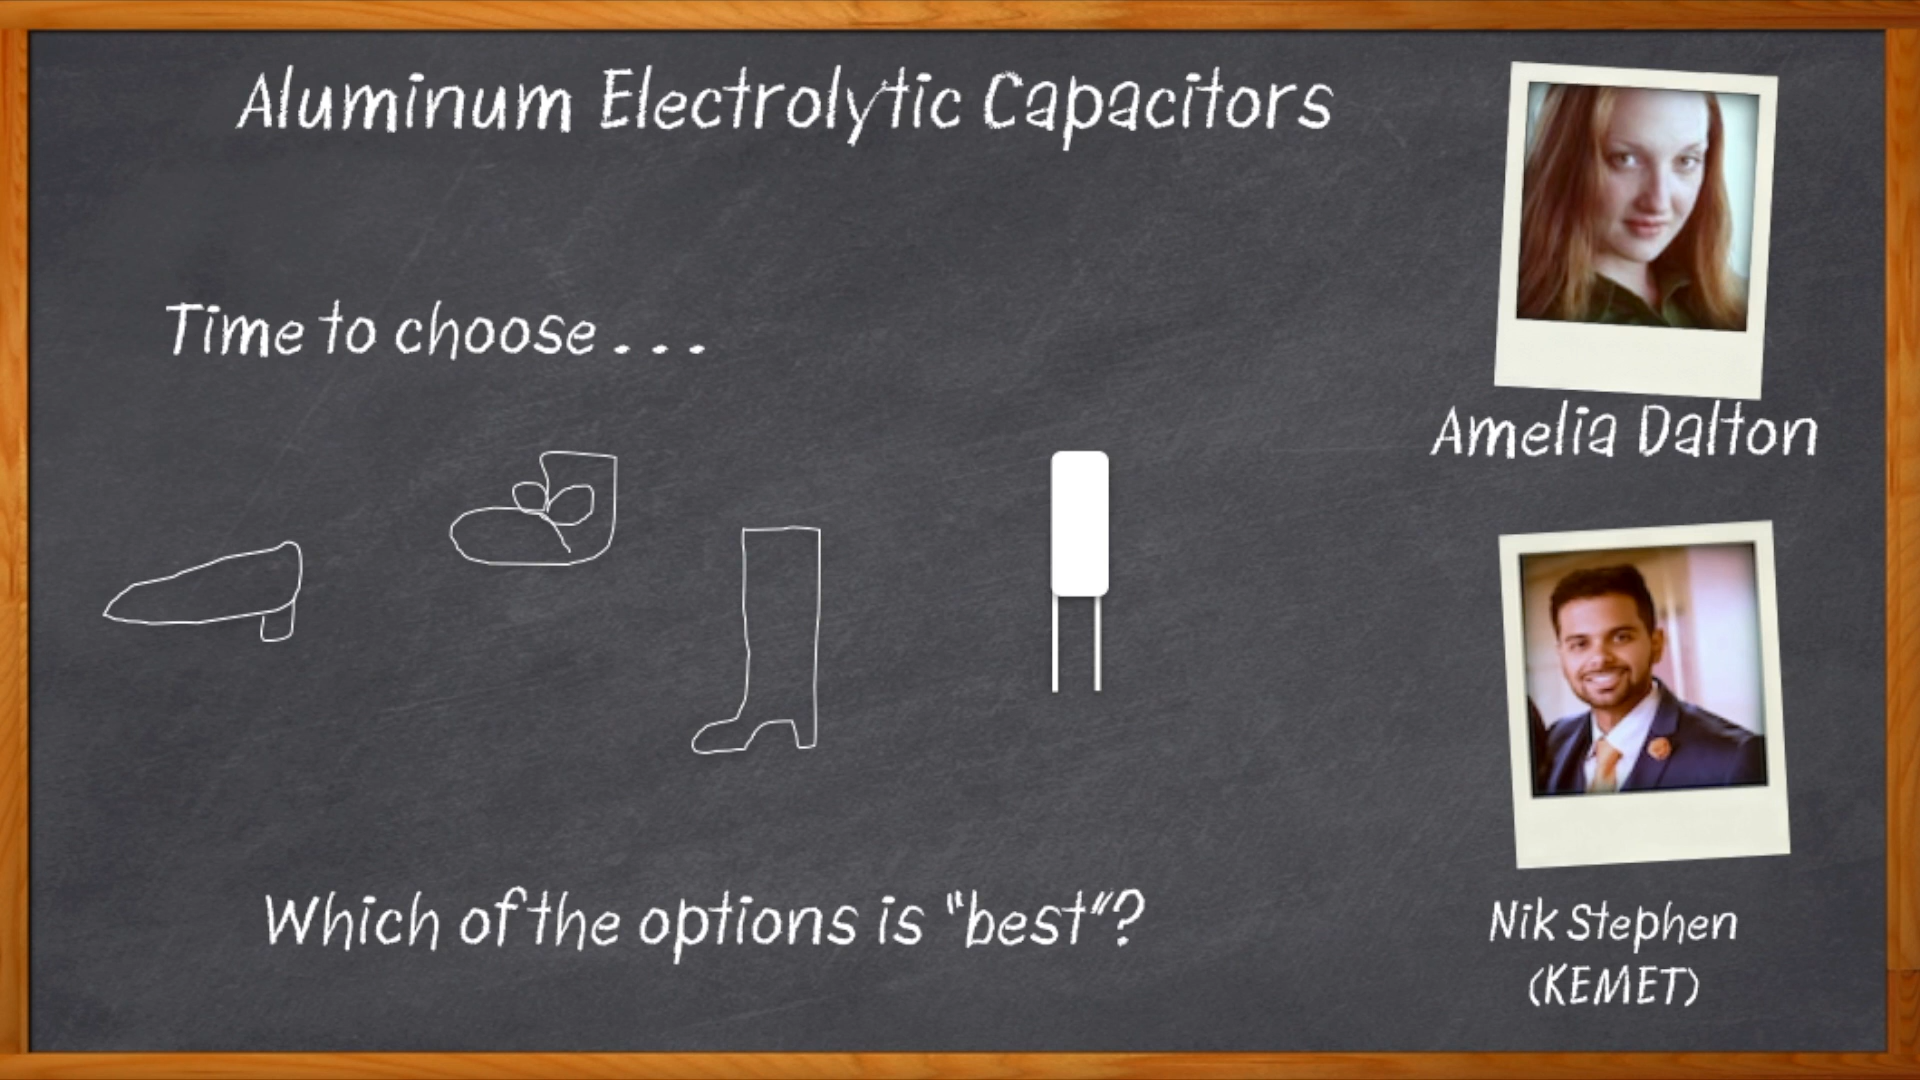 Aluminum Electrolytic Capacitors
Time to choose . . .
Amelia Dalton
Which of the options is "best"?
Nik Stephen
(KEMET)